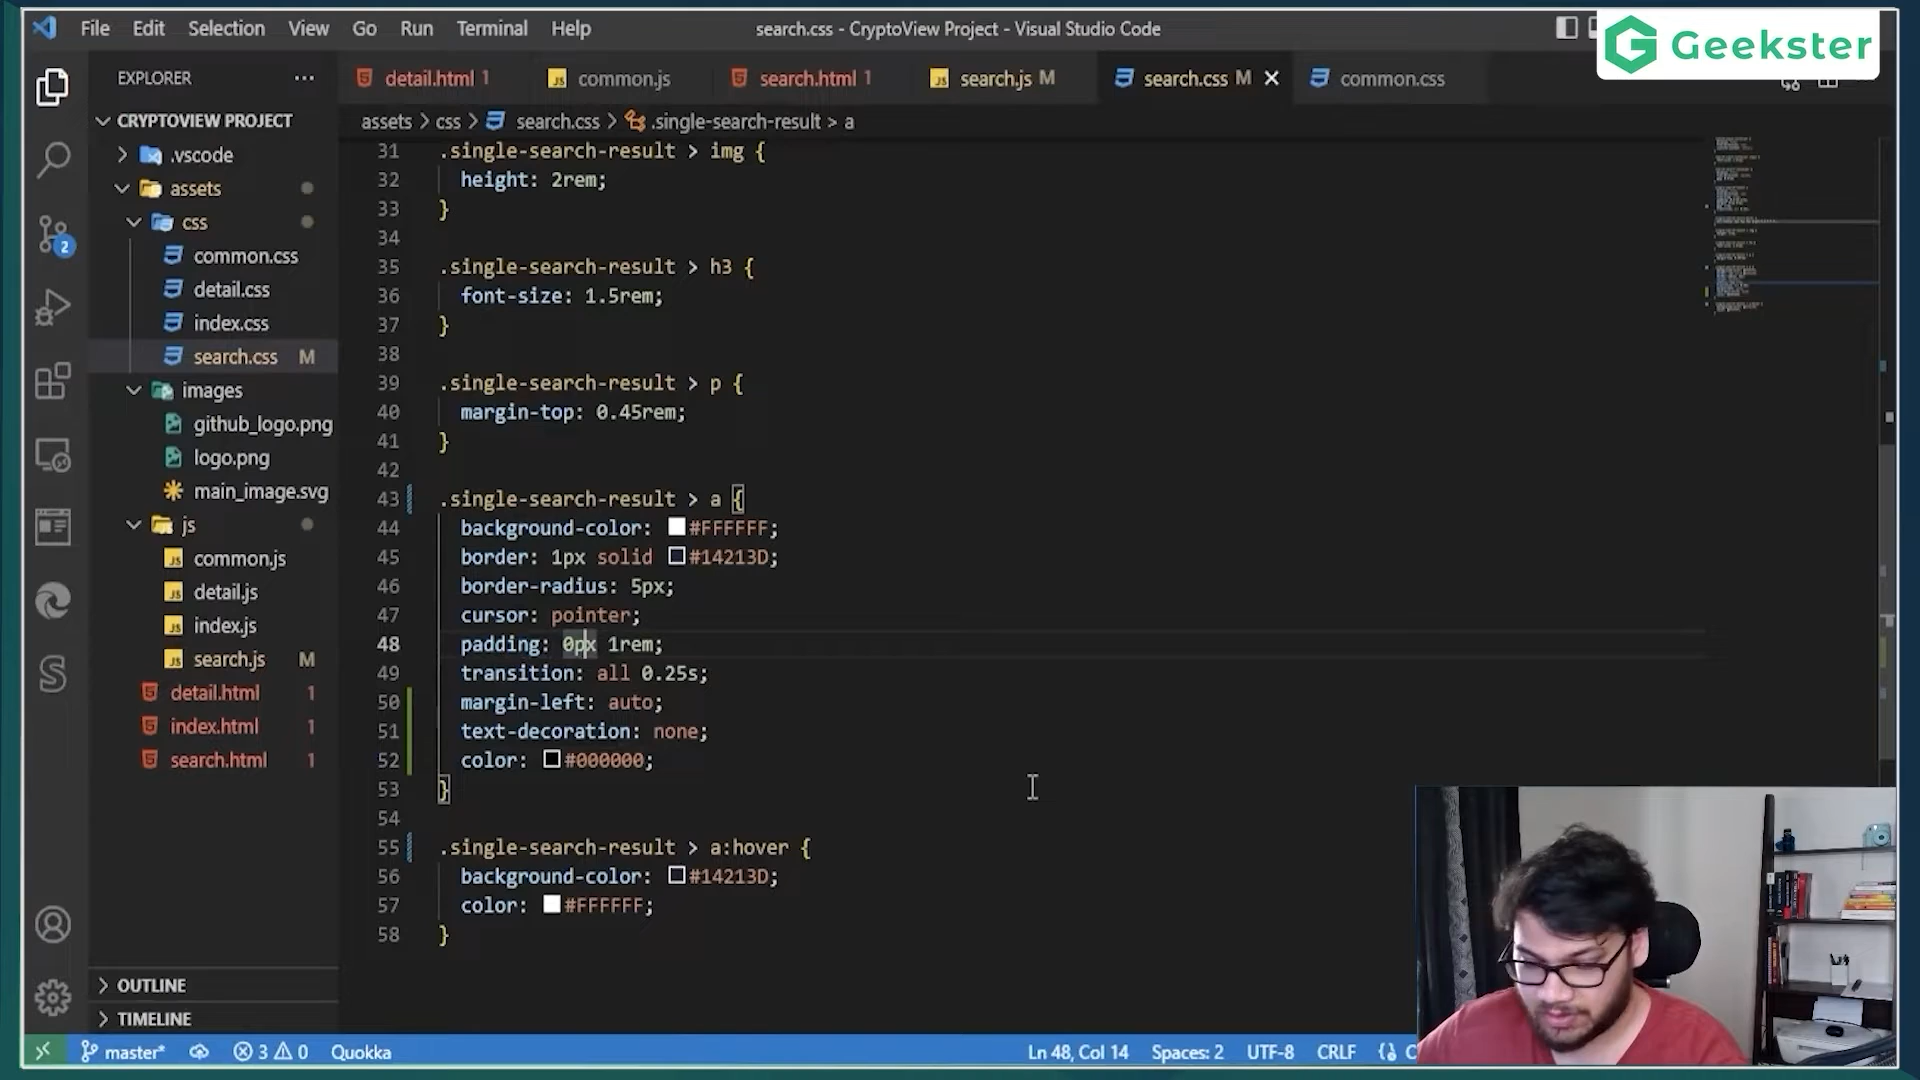 File Edit Selection View Go Run Terminal Help
search.css - CryptoView Project - Visual Studio Code
Geekster
EXPLORER ...
detail.html 1
JS common.js
search.html 1
JS search.js M
search.css M
common.css
CRYPTOVIEW PROJECT
assets > css > search.css > .single-search-result > a
.vscode
assets
css
common.css
detail.css
index.css
search.css M
images
github_logo.png
logo.png
main_image.svg
js
JS common.js
JS detail.js
JS index.js
JS search.js M
detail.html 1
index.html 1
search.html 1
OUTLINE
TIMELINE
2
31 .single-search-result > img {
32 height: 2rem;
33 }
34
35 .single-search-result > h3 {
36 font-size: 1.5rem;
37 }
38
39 .single-search-result > p {
40 margin-top: 0.45rem;
41 }
42
43 .single-search-result > a {
44 background-color: #FFFFFF;
45 border: 1px solid #14213D;
46 border-radius: 5px;
47 cursor: pointer;
48 padding: 0px 1rem;
49 transition: all 0.25s;
50 margin-left: auto;
51 text-decoration: none;
52 color: #000000;
53 }
54
55 .single-search-result > a:hover {
56 background-color: #14213D;
57 color: #FFFFFF;
58 }
master* 3 0 Quokka
Ln 48, Col 14 Spaces: 2 UTF-8 CRLF